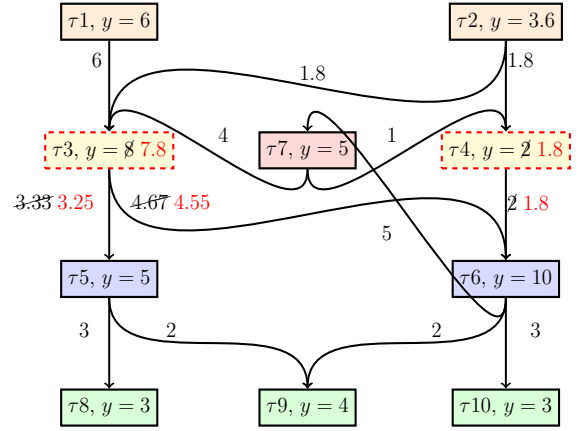 τ1, y = 6
τ2, y = 3.6
6
1.8
1.8
τ3, y = 8 7.8
4
τ7, y = 5
1
τ4, y = 2 1.8
3.33 3.25
4.67 4.55
2 1.8
5
τ5, y = 5
τ6, y = 10
3
2
2
3
τ8, y = 3
τ9, y = 4
τ10, y = 3